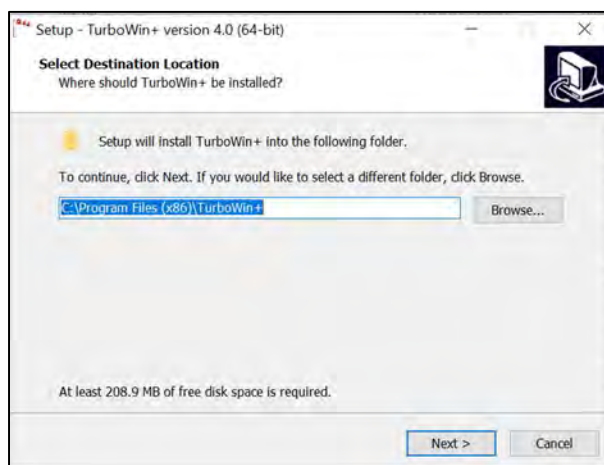 Setup - TurboWin+ version 4.0 (64-bit)
Select Destination Location
Where should TurboWin+ be installed?
Setup will install TurboWin+ into the following folder.
To continue, click Next. If you would like to select a different folder, click Browse.
C:\Program Files (x86)\TurboWin+
Browse...
At least 208.9 MB of free disk space is required.
Next >
Cancel